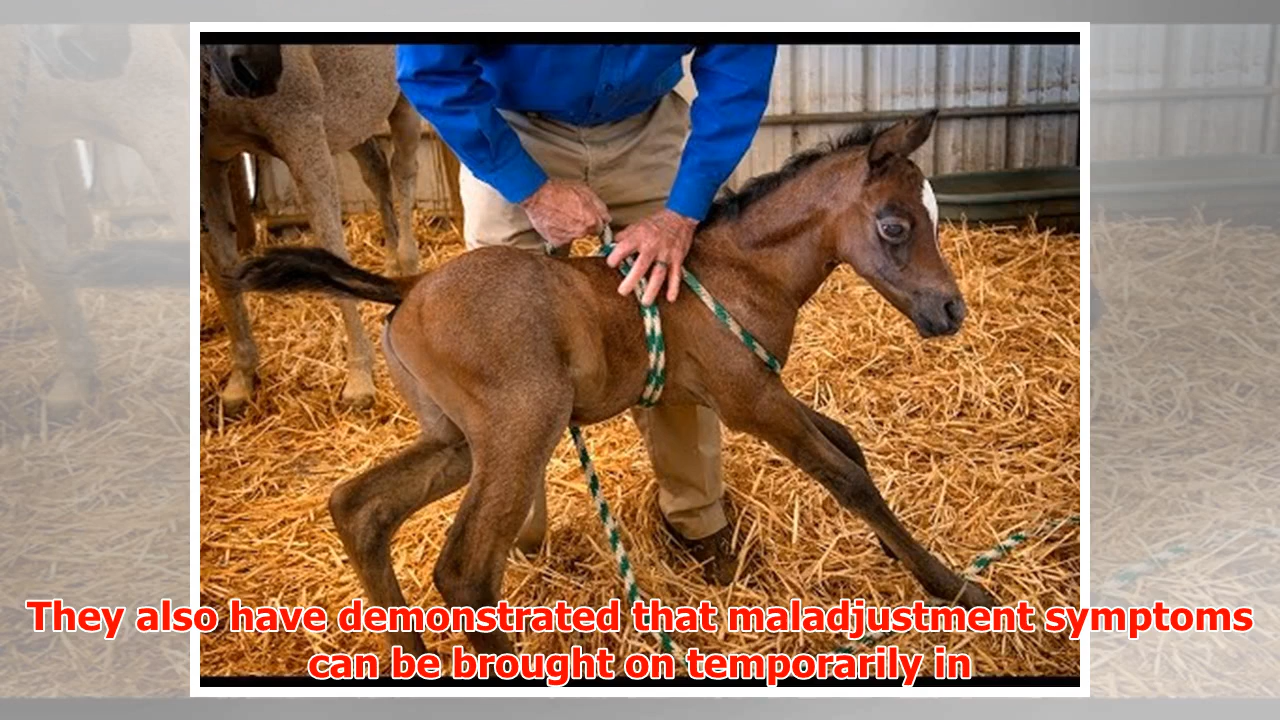 They also have demonstrated that maladjustment symptoms
can be brought on temporarily in